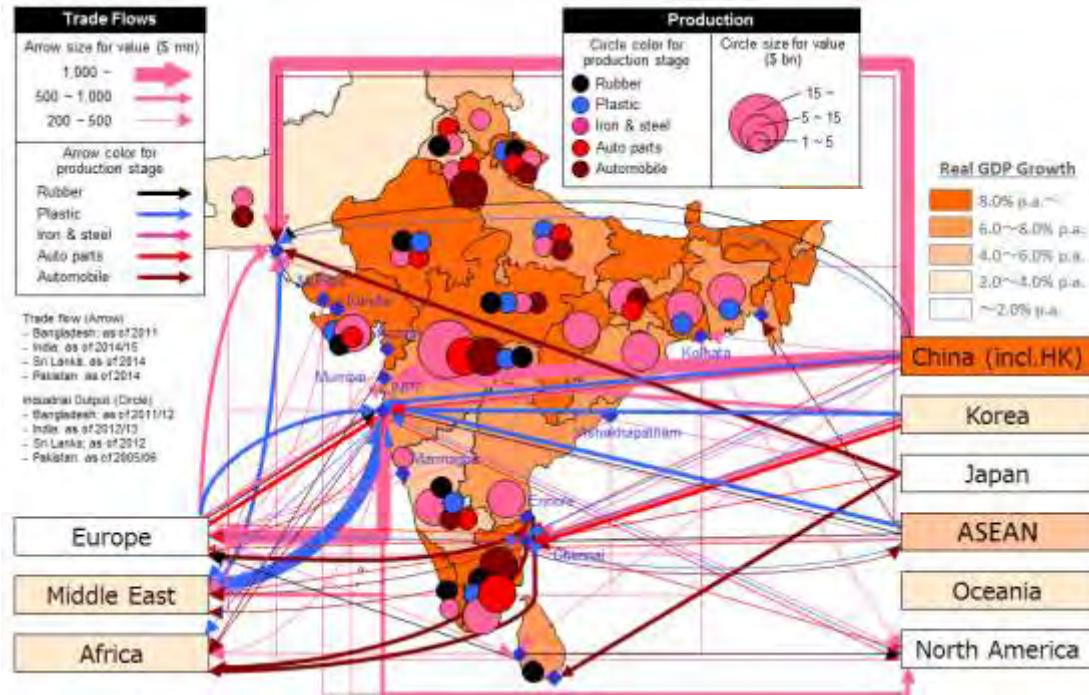 Trade Flows
Arrow size for value ($ mn)
1,000 ~
500 ~ 1,000
200 ~ 500
Arrow color for
production stage
Rubber
Plastic
Iron & steel
Auto parts
Automobile
Trade flow (Arrow)
- Bangladesh: as of 2011
- India: as of 2014/15
- Sri Lanka: as of 2014
- Pakistan: as of 2014
Industrial Output (Circle)
- Bangladesh: as of 2011/12
- India: as of 2012/13
- Sri Lanka: as of 2012
- Pakistan: as of 2005/06
Production
Circle color for
production stage
Rubber
Plastic
Iron & steel
Auto parts
Automobile
Circle size for value
($ bn)
15 ~
5 ~ 15
1 ~ 5
Real GDP Growth
8.0% p.a.~
6.0~8.0% p.a.
4.0~6.0% p.a.
2.0~4.0% p.a.
~2.0% p.a.
Kandla
Mumbai
Kolkata
Vishakhapatnam
Ennore
Chennai
Europe
Middle East
Africa
China (incl.HK)
Korea
Japan
ASEAN
Oceania
North America